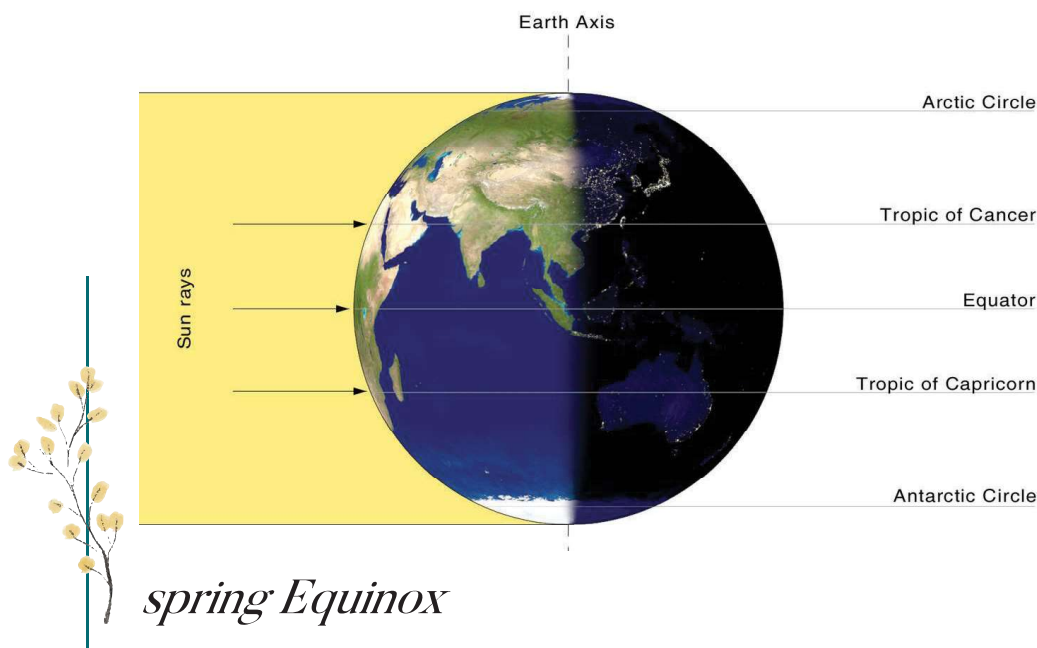 Earth Axis
Arctic Circle
Tropic of Cancer
Equator
Sun rays
Tropic of Capricorn
Antarctic Circle
spring Equinox